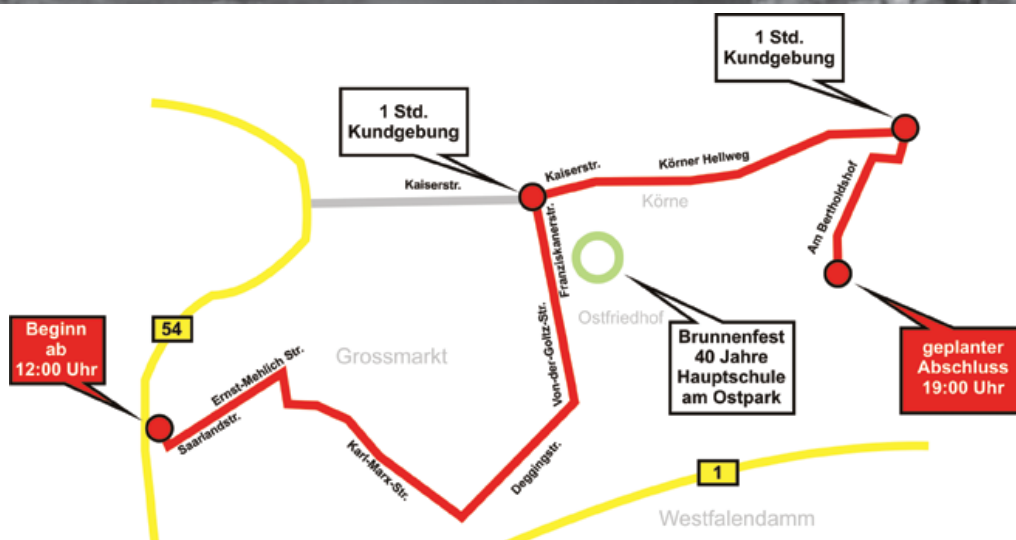 1 Std.
Kundgebung
1 Std.
Kundgebung
Kaiserstr.
Kaiserstr.
Körner Hellweg
Körne
Am Bertholdshof
Franziskanerstr.
Von-der-Goltz-Str.
Ostfriedhof
Beginn
ab
12:00 Uhr
54
Grossmarkt
Ernst-Mehlich Str.
Saarlandstr.
Karl-Marx-Str.
Deggingstr.
Brunnenfest
40 Jahre
Hauptschule
am Ostpark
geplanter
Abschluss
19:00 Uhr
1
Westfalendamm